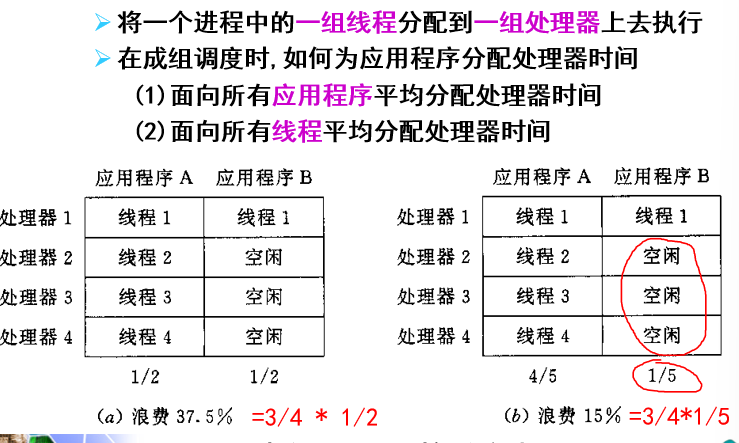 将一个进程中的一组线程分配到一组处理器上去执行
在成组调度时,如何为应用程序分配处理器时间
(1)面向所有应用程序平均分配处理器时间
(2)面向所有线程平均分配处理器时间
应用程序 A 应用程序 B
处理器 1 线程 1 线程 1
处理器 2 线程 2 空闲
处理器 3 线程 3 空闲
处理器 4 线程 4 空闲
1/2 1/2
(a) 浪费 37.5% =3/4 * 1/2
应用程序 A 应用程序 B
处理器 1 线程 1 线程 1
处理器 2 线程 2 空闲
处理器 3 线程 3 空闲
处理器 4 线程 4 空闲
4/5 1/5
(b) 浪费 15% =3/4*1/5